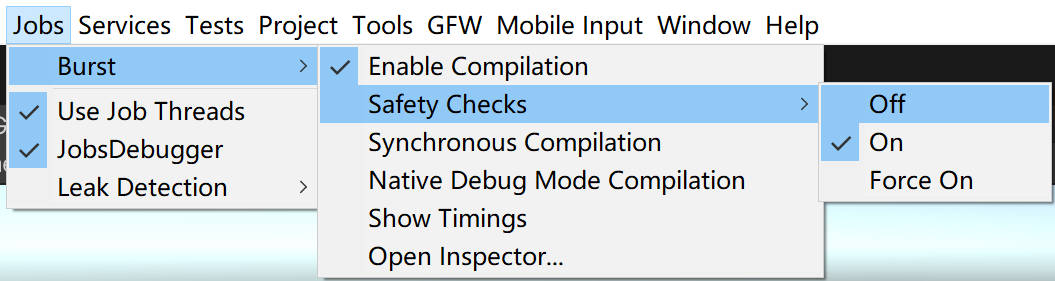 Jobs Services Tests Project Tools GFW Mobile Input Window Help
Burst
Use Job Threads
JobsDebugger
Leak Detection
Enable Compilation
Safety Checks
Synchronous Compilation
Native Debug Mode Compilation
Show Timings
Open Inspector...
Off
On
Force On